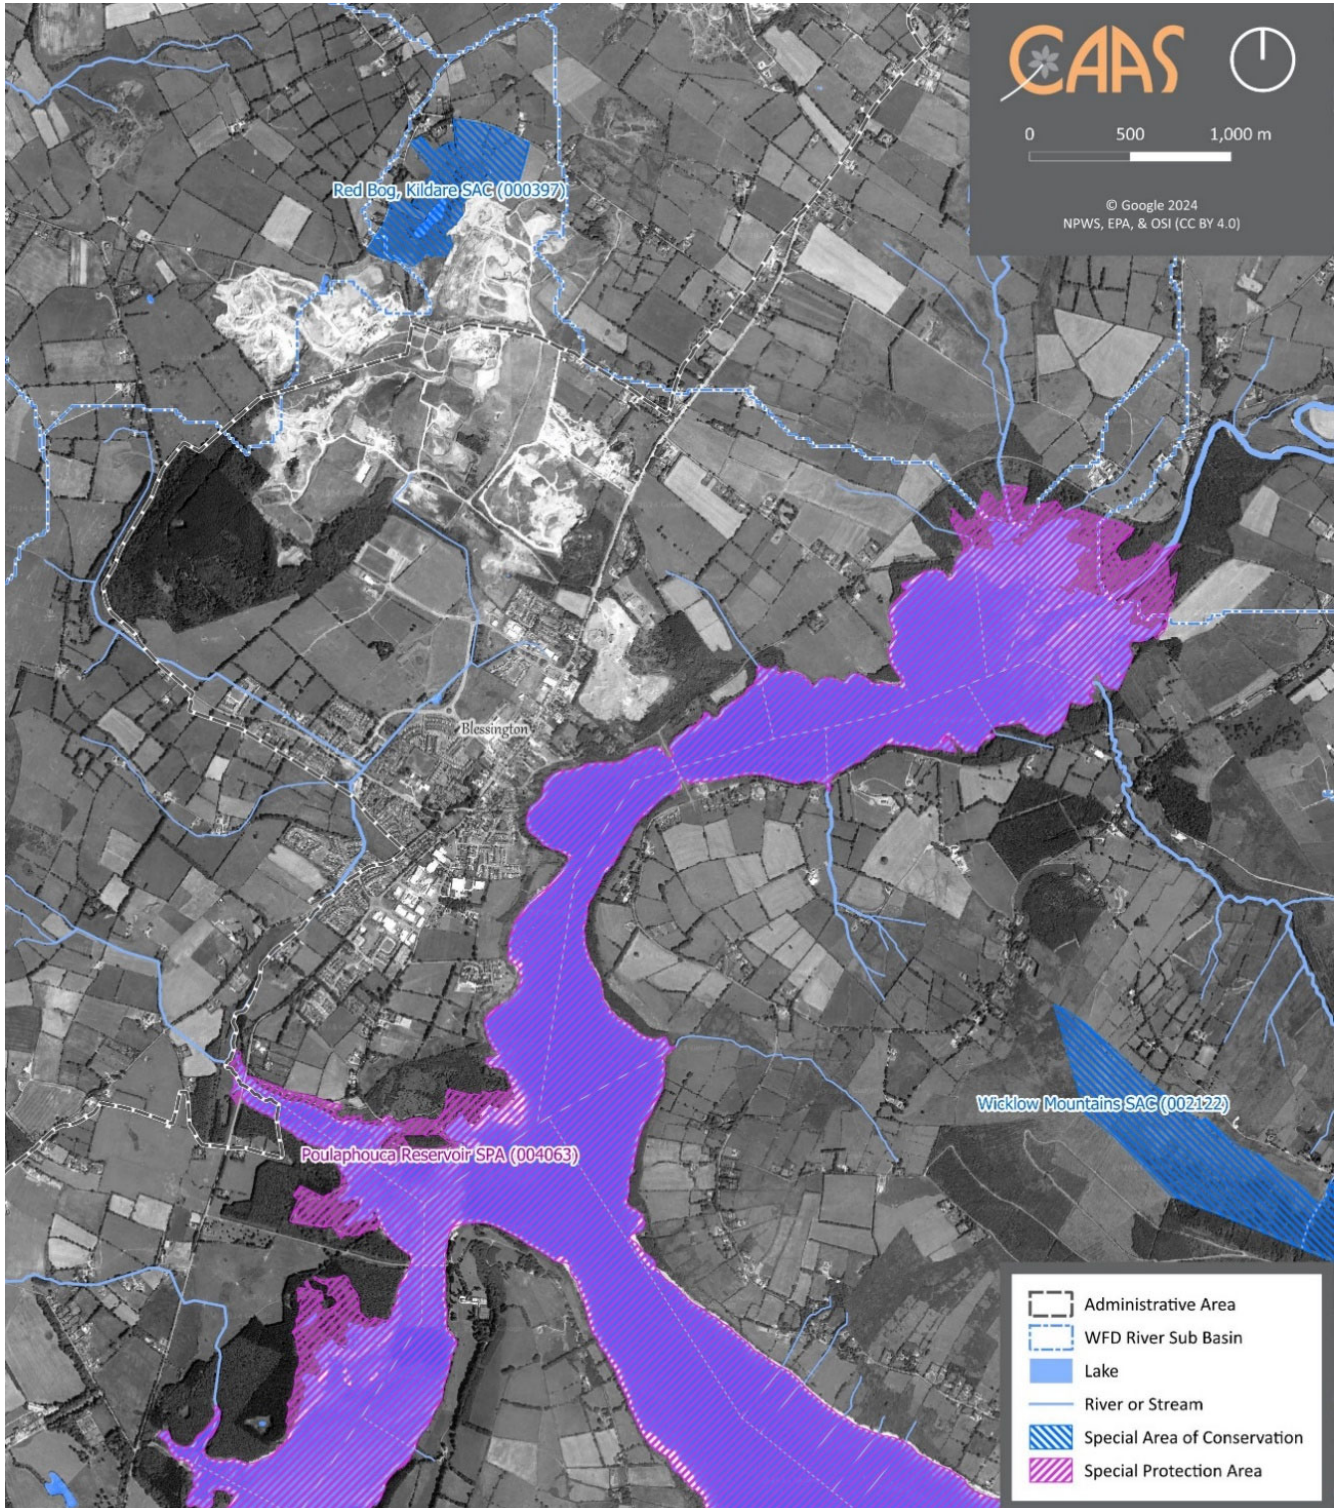 CAAS
0 500 1,000 m
© Google 2024
NPWS, EPA, & OSI (CC BY 4.0)
Red Bog, Kildare SAC (000397)
Blessington
Wicklow Mountains SAC (002122)
Poulaphouca Reservoir SPA (004063)
Administrative Area
WFD River Sub Basin
Lake
River or Stream
Special Area of Conservation
Special Protection Area